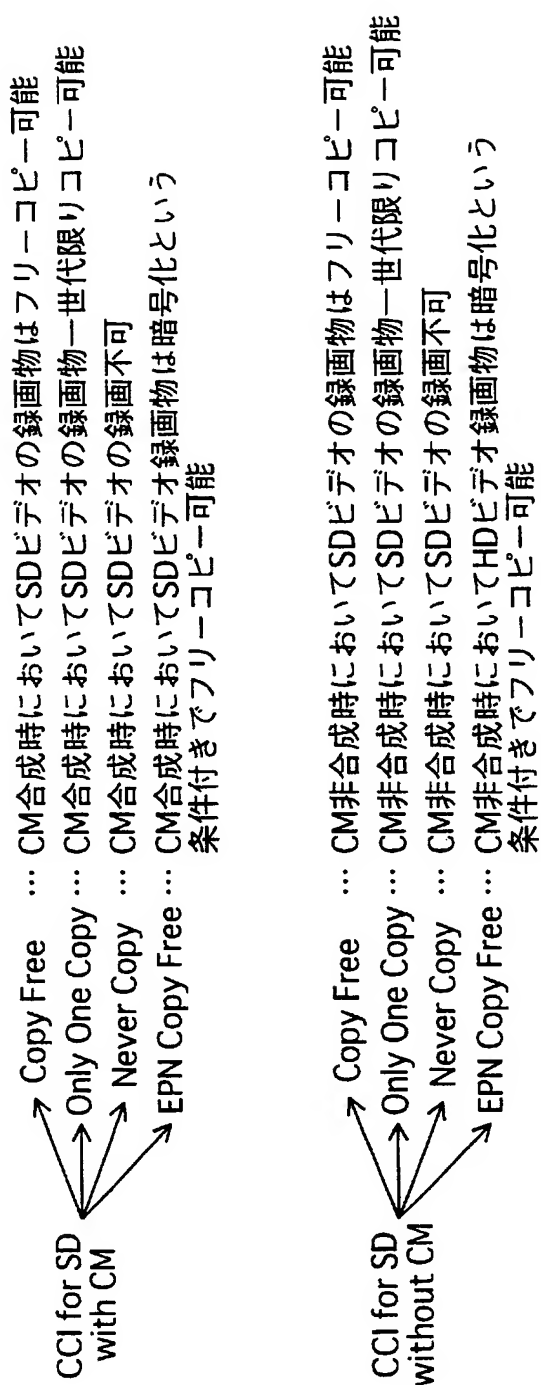 CCI for SD
with CM
Copy Free … CM合成時においてSDビデオの録画物はフリーコピー可能
Only One Copy … CM合成時においてSDビデオの録画物一世代限りコピー可能
Never Copy … CM合成時においてSDビデオの録画不可
EPN Copy Free … CM合成時においてSDビデオ録画物は暗号化という
条件付きでフリーコピー可能
CCI for SD
without CM
Copy Free … CM非合成時においてSDビデオの録画物はフリーコピー可能
Only One Copy … CM非合成時においてSDビデオの録画物一世代限りコピー可能
Never Copy … CM非合成時においてSDビデオの録画不可
EPN Copy Free … CM非合成時においてHDビデオ録画物は暗号化という
条件付きでフリーコピー可能